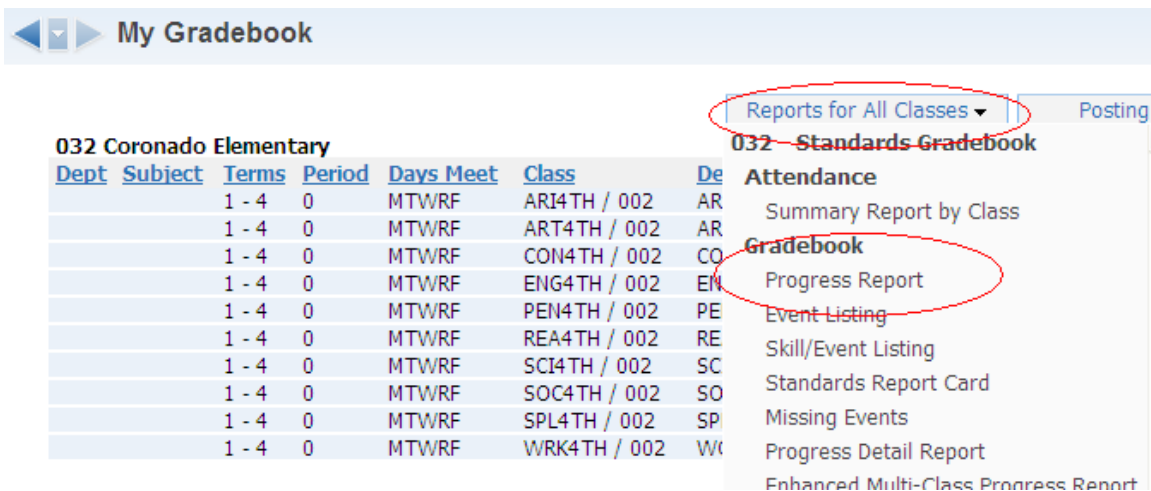 My Gradebook
Reports for All Classes Posting
032 Coronado Elementary
Dept Subject Terms Period Days Meet Class De
1 - 4 0 MTWRF ARI4TH / 002 AR
1 - 4 0 MTWRF ART4TH / 002 AR
1 - 4 0 MTWRF CON4TH / 002 CO
1 - 4 0 MTWRF ENG4TH / 002 EN
1 - 4 0 MTWRF PEN4TH / 002 PE
1 - 4 0 MTWRF REA4TH / 002 RE
1 - 4 0 MTWRF SCI4TH / 002 SC
1 - 4 0 MTWRF SOC4TH / 002 SO
1 - 4 0 MTWRF SPL4TH / 002 SP
1 - 4 0 MTWRF WRK4TH / 002 WO
032 Standards Gradebook
Attendance
Summary Report by Class
Gradebook
Progress Report
Event Listing
Skill/Event Listing
Standards Report Card
Missing Events
Progress Detail Report
Enhanced Multi-Class Progress Report